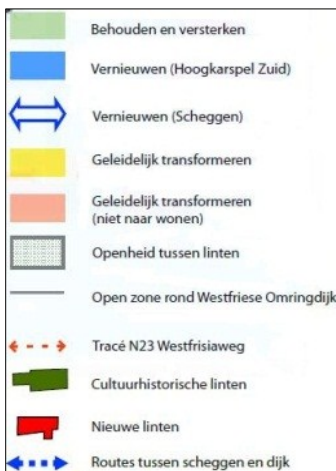 Behouden en versterken
Vernieuwen (Hoogkarspel Zuid)
Vernieuwen (Scheggen)
Geleidelijk transformeren
Geleidelijk transformeren
(niet naar wonen)
Openheid tussen linten
Open zone rond Westfriese Omringdijk
Tracé N23 Westfrisiaweg
Cultuurhistorische linten
Nieuwe linten
Routes tussen scheggen en dijk